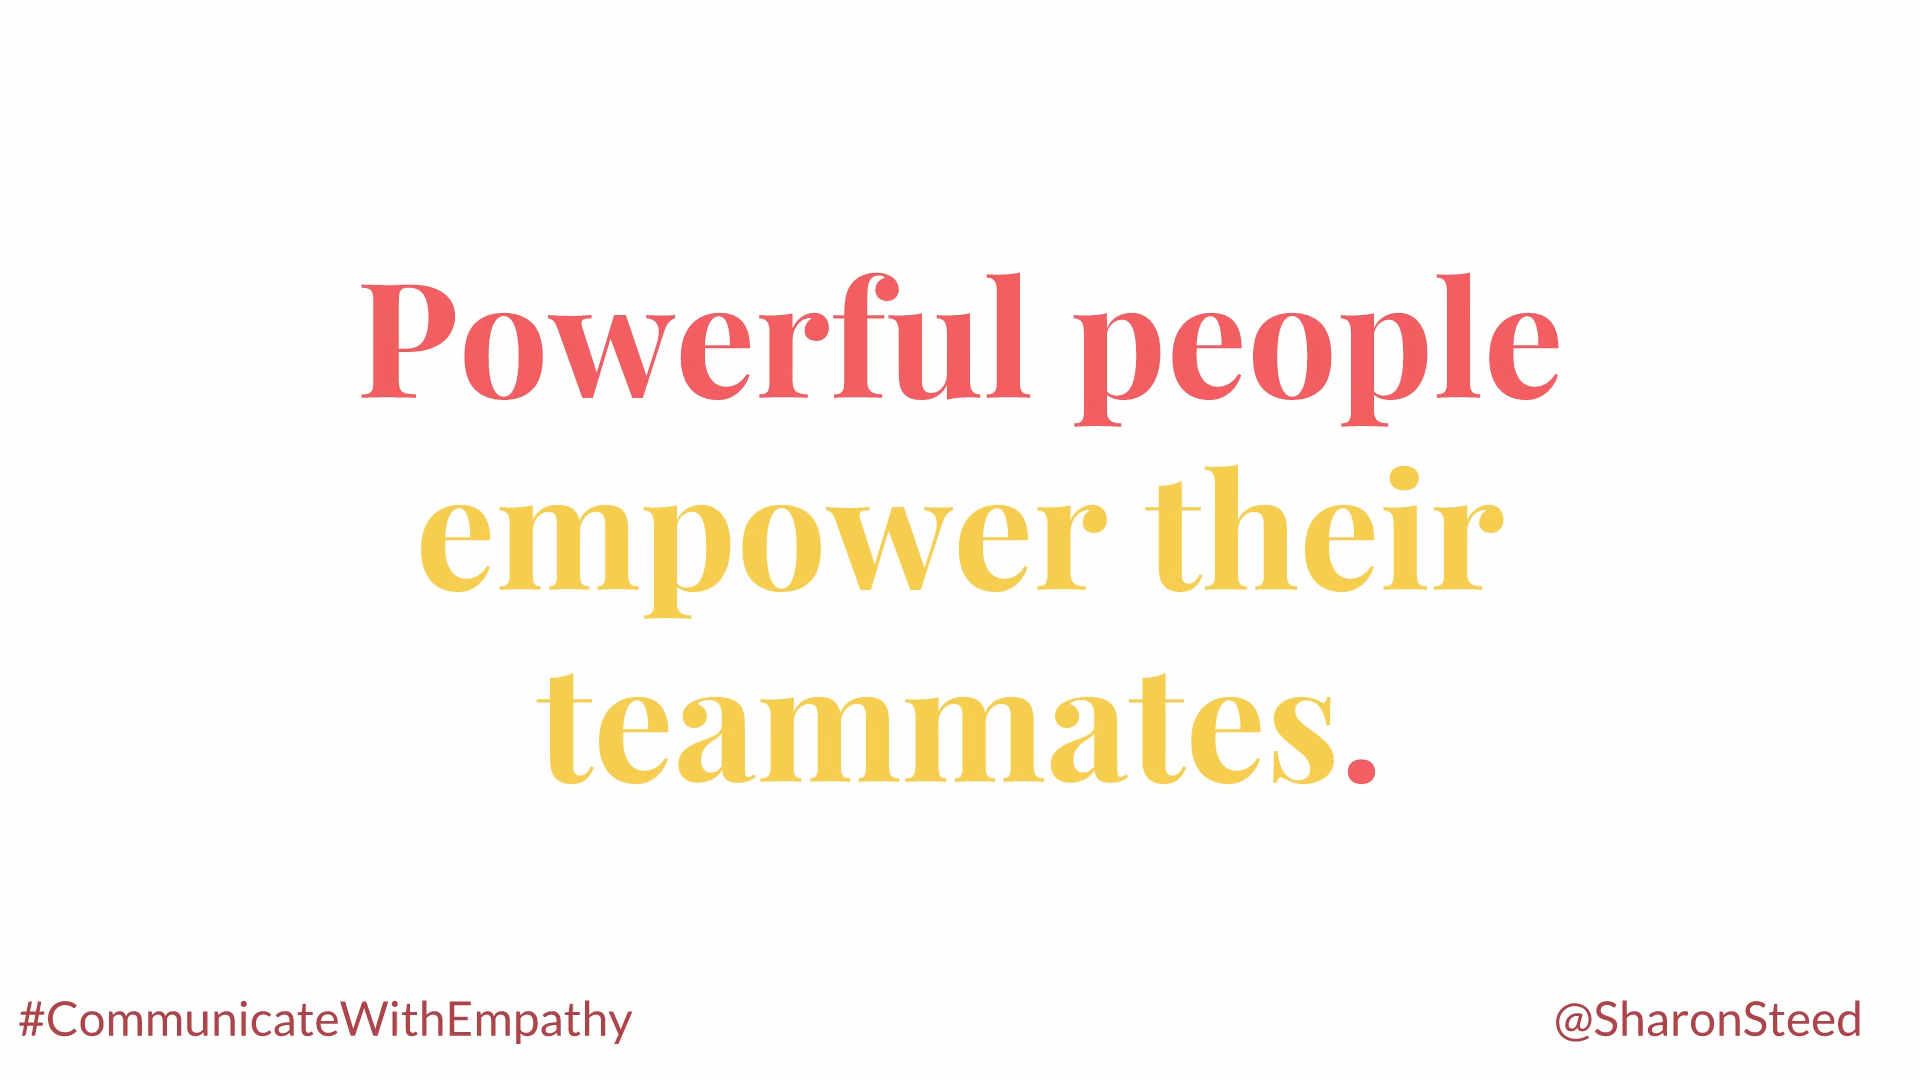 Powerful people
empower their
teammates.
#CommunicateWithEmpathy
@SharonSteed